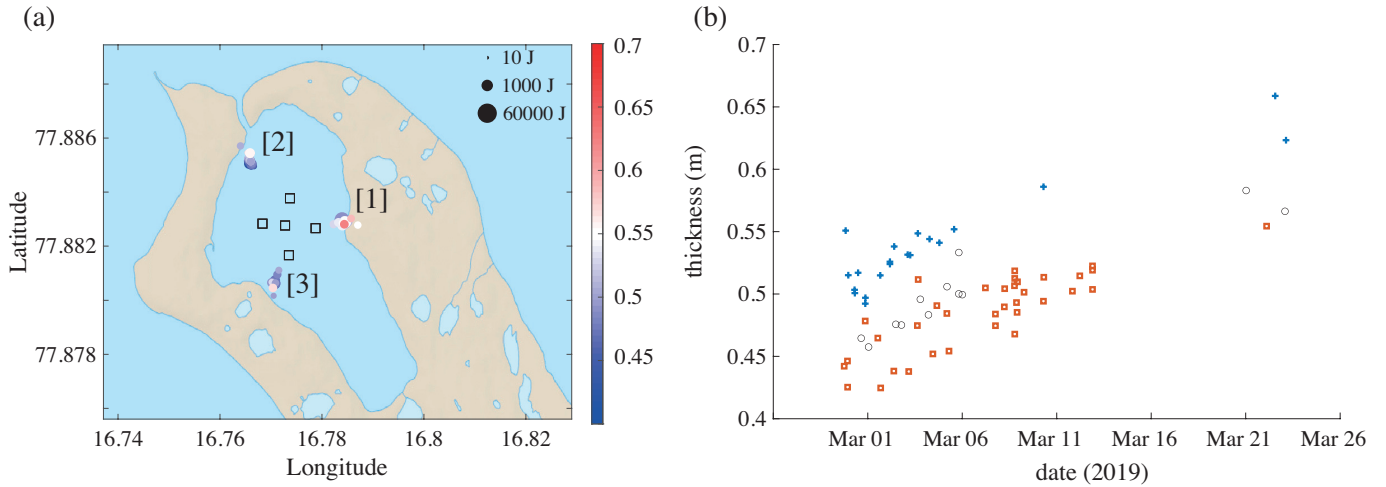 (a)
10 J
1000 J
60000 J
[2]
[1]
[3]
77.886
77.882
77.878
Latitude
16.74
16.76
16.78
16.8
16.82
Longitude
0.7
0.65
0.6
0.55
0.5
0.45
(b)
0.7
0.65
0.6
0.55
0.5
0.45
0.4
thickness (m)
Mar 01
Mar 06
Mar 11
Mar 21
Mar 26
date (2019)